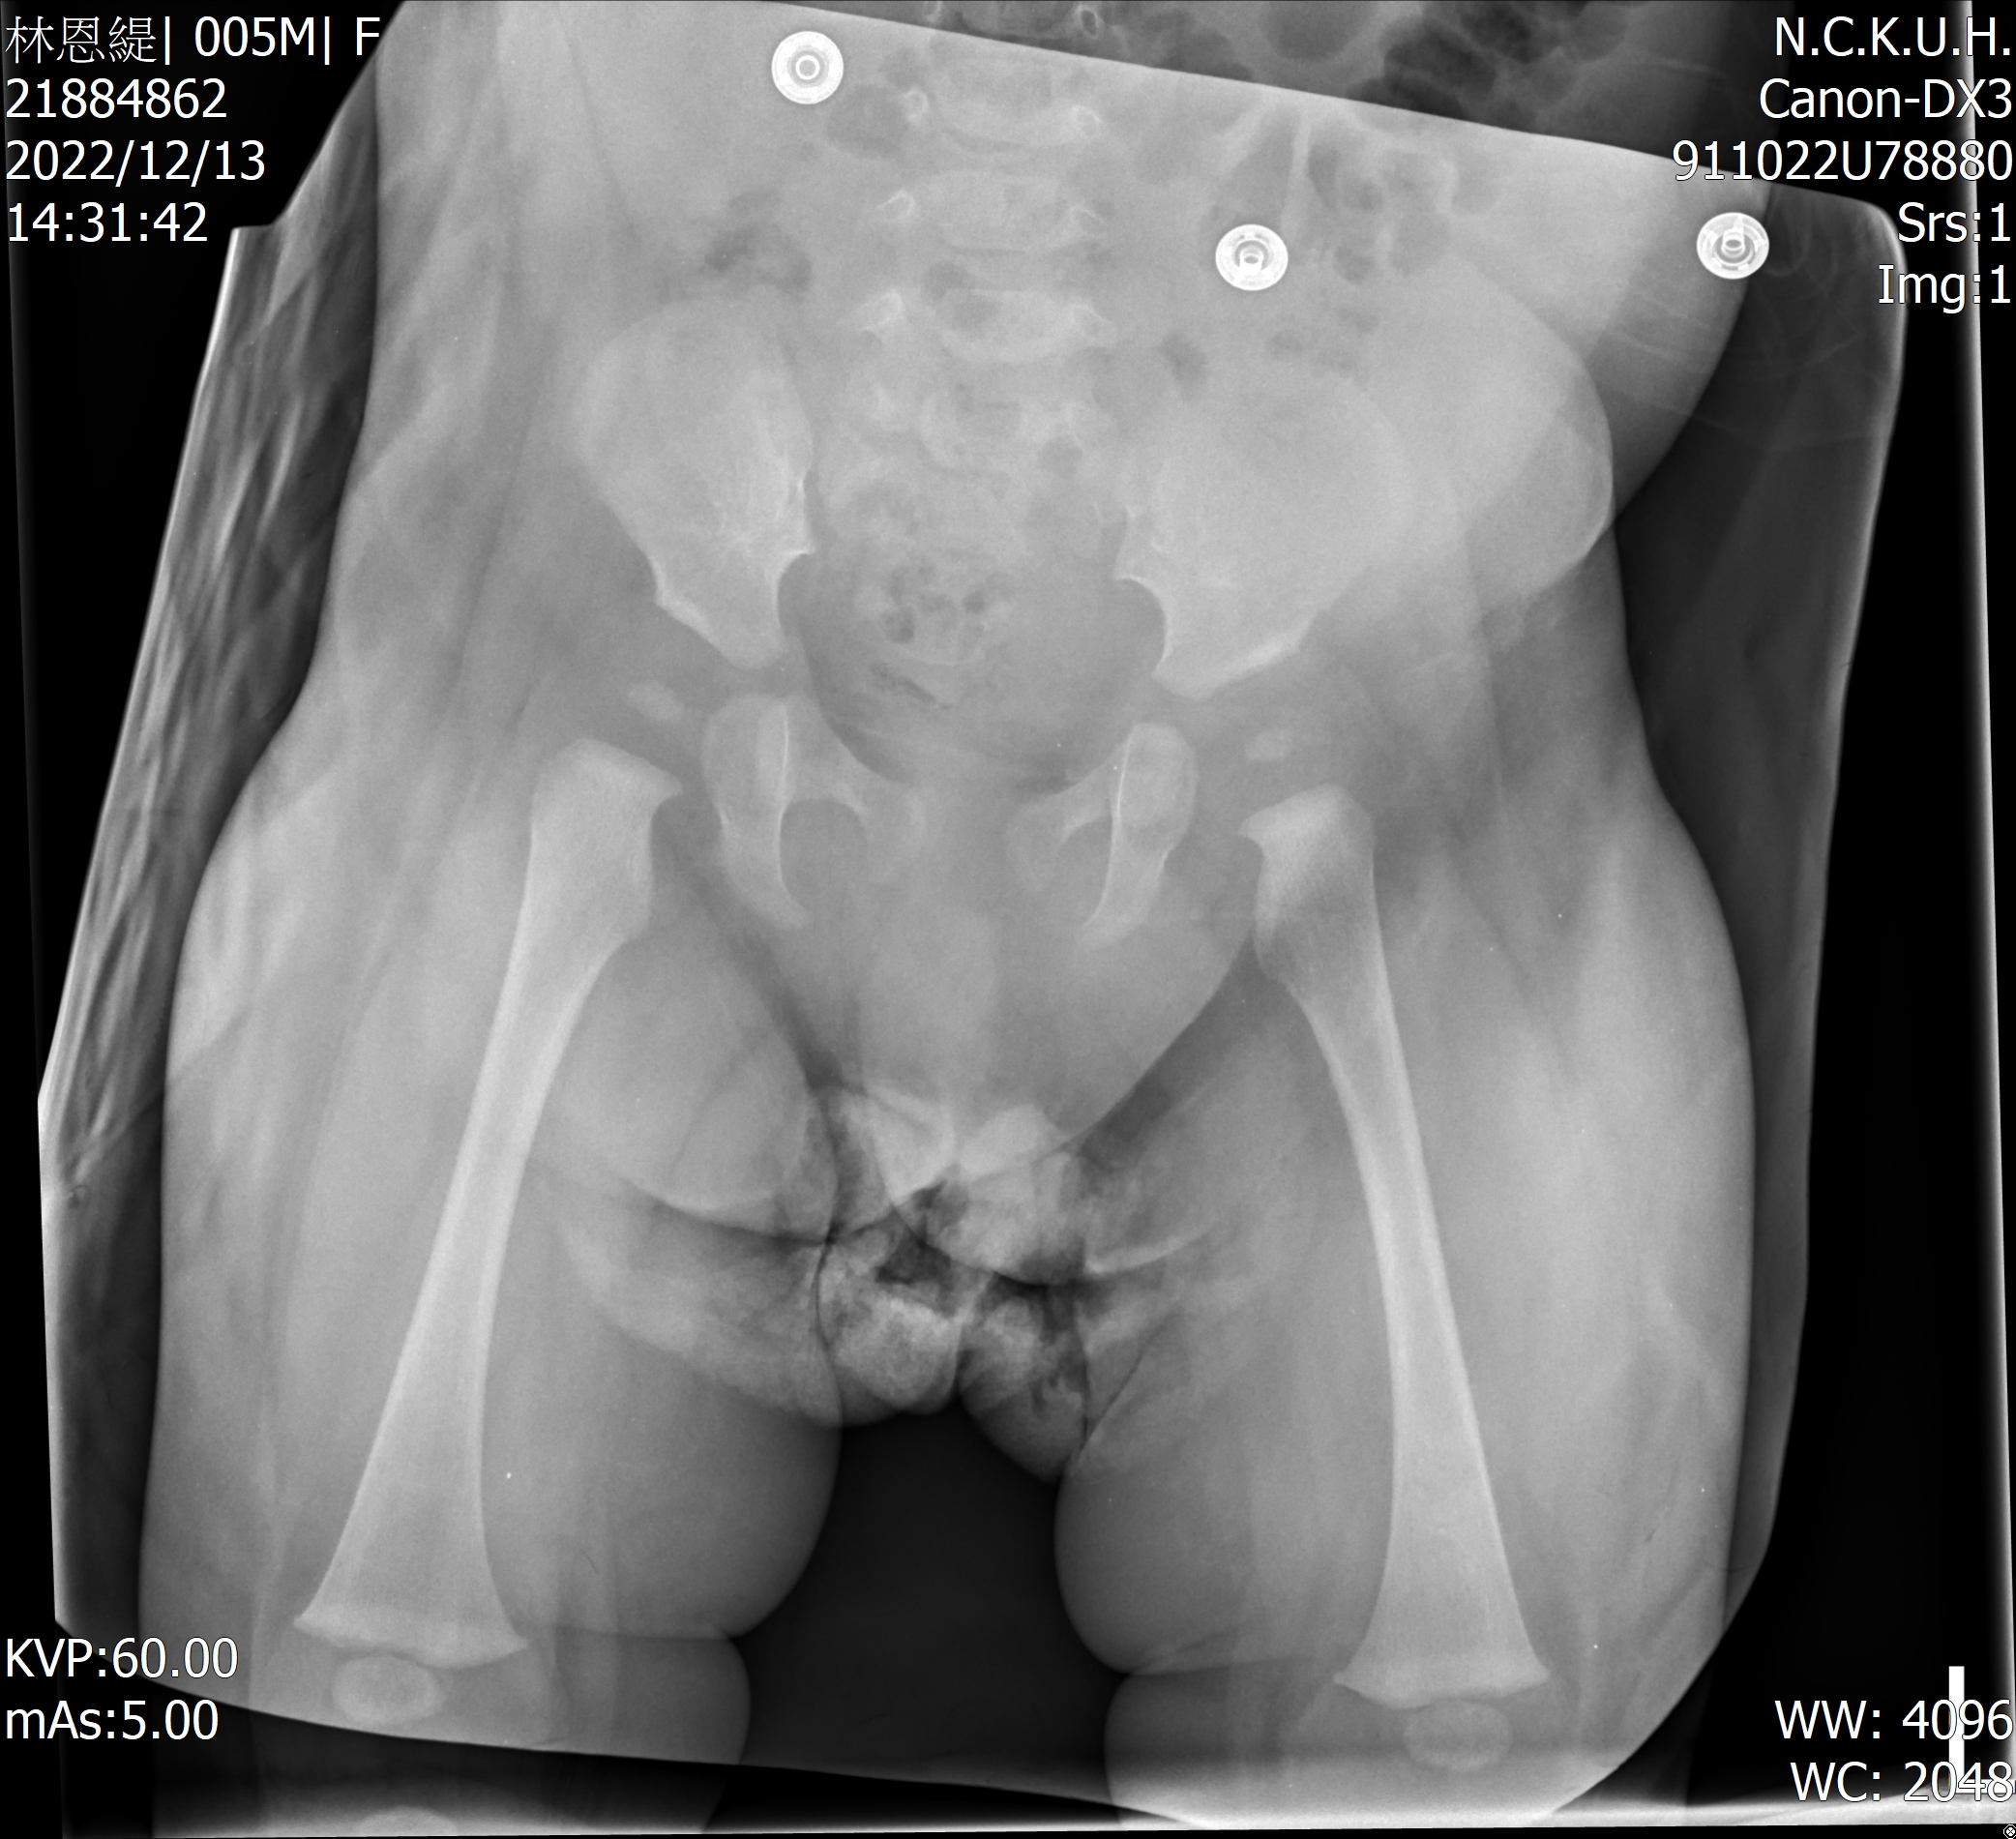 林恩緹| 005M| F
21884862
2022/12/13
14:31:42
N.C.K.U.H.
Canon-DX3
911022U78880
Srs:1
Img:1
KVP:60.00
mAs:5.00
WW: 4096
WC: 2048